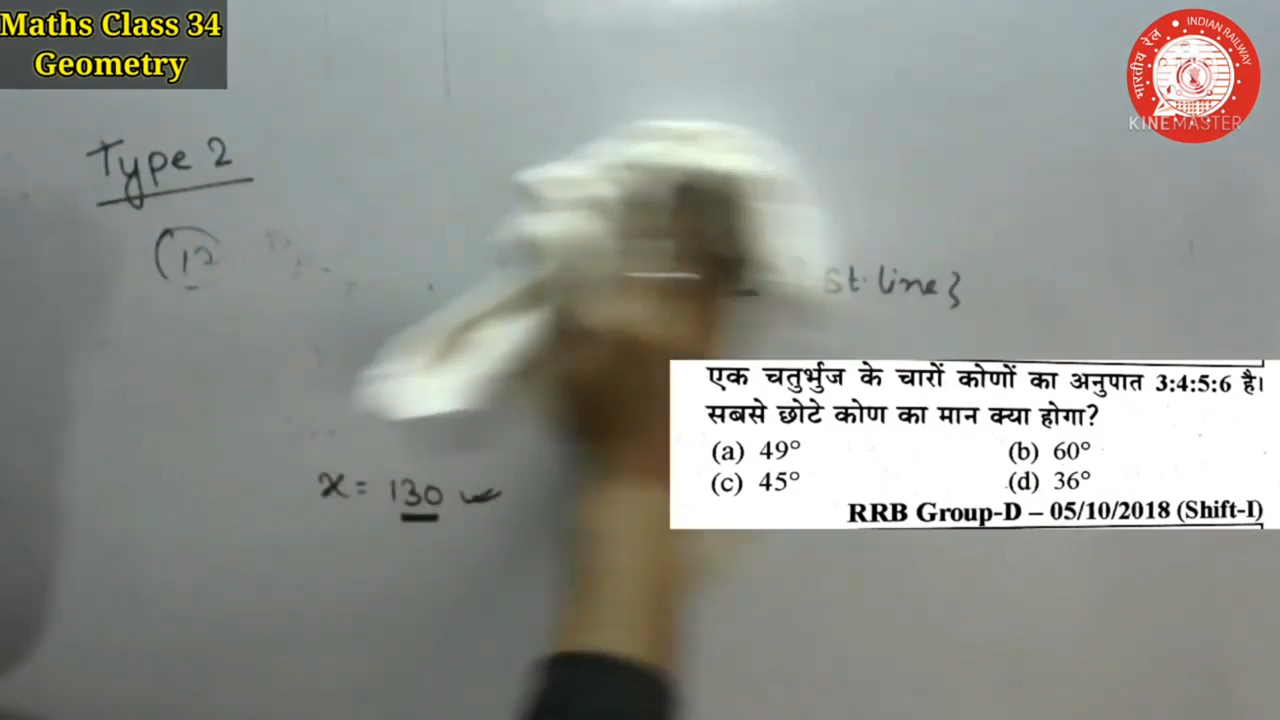 Maths Class 34
Geometry
भारतीय रेल
INDIAN RAILWAY
KINEMASTER
Type 2
St. line}
एक चतुर्भुज के चारों कोणों का अनुपात 3:4:5:6 है।
सबसे छोटे कोण का मान क्या होगा?
(a) 49° (b) 60°
(c) 45° (d) 36°
RRB Group-D – 05/10/2018 (Shift-I)
x = 130